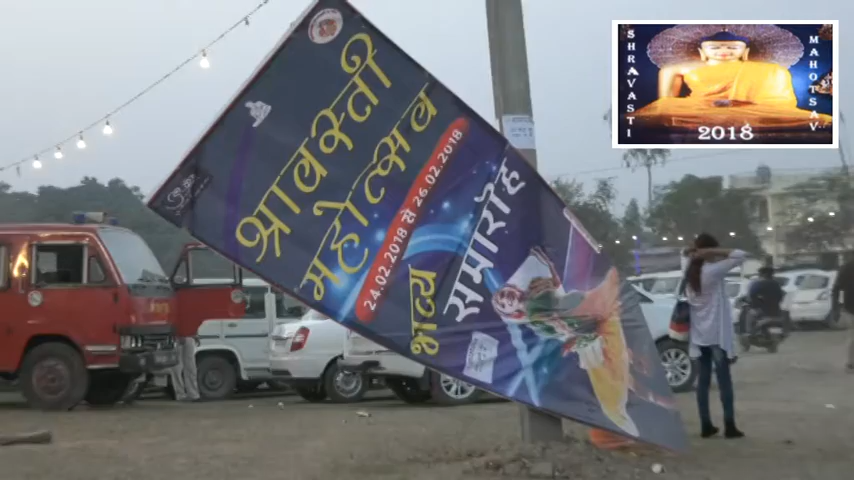 श्रावस्ती
महोत्सव
24.02.2018 से 26.02.2018
भव्य
समारोह
SHRAVASTI
MAHOTSAV
2018